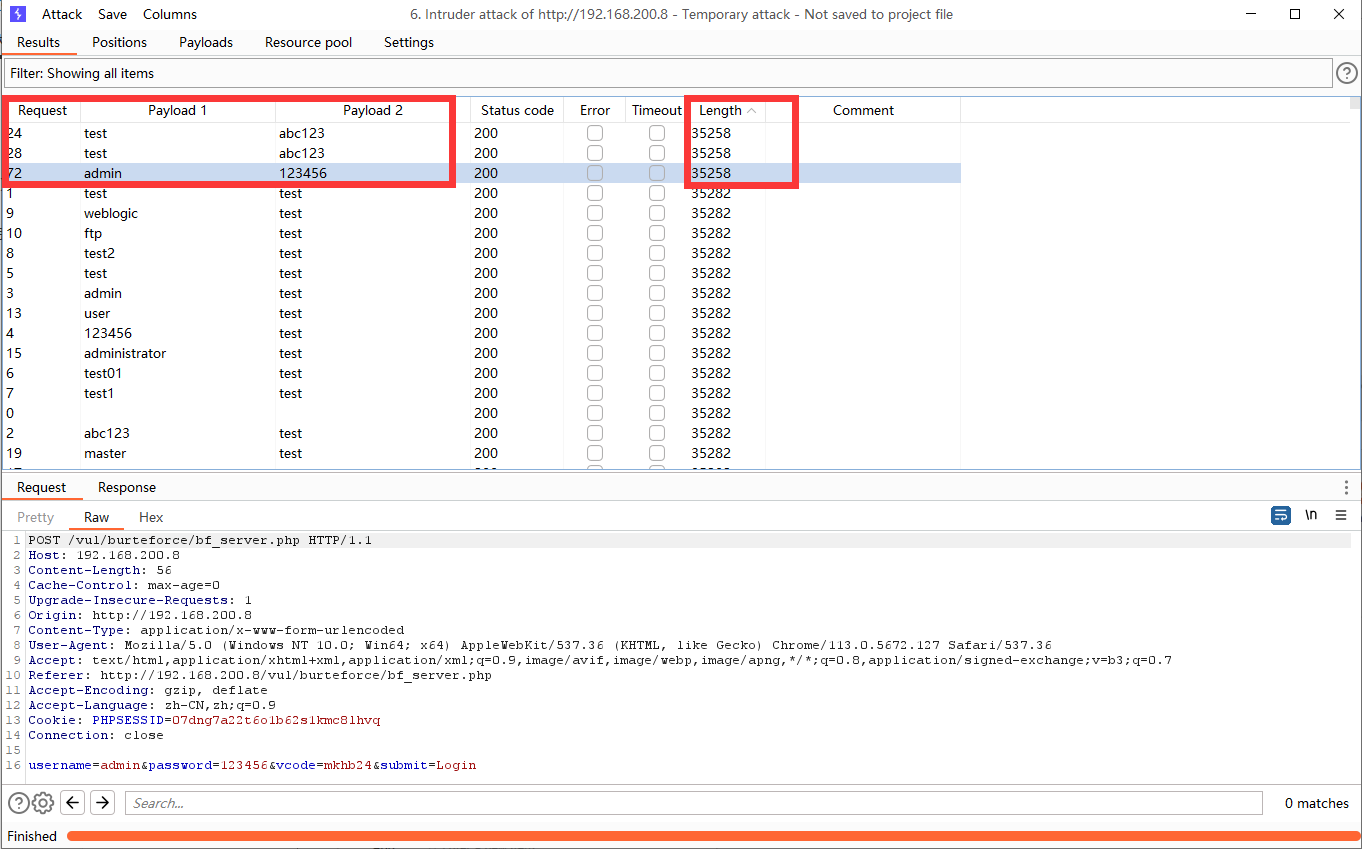 Attack Save Columns 6. Intruder attack of http://192.168.200.8 - Temporary attack - Not saved to project file
Results Positions Payloads Resource pool Settings
Filter: Showing all items
Request Payload 1 Payload 2 Status code Error Timeout Length Comment
24 test abc123 200 35258
28 test abc123 200 35258
72 admin 123456 200 35258
1 test test 200 35282
9 weblogic test 200 35282
10 ftp test 200 35282
8 test2 test 200 35282
5 test test 200 35282
3 admin test 200 35282
13 user test 200 35282
4 123456 test 200 35282
15 administrator test 200 35282
6 test01 test 200 35282
7 test1 test 200 35282
0 200 35282
2 abc123 test 200 35282
19 master test 200 35282
Request Response
Pretty Raw Hex \n
1 POST /vul/burteforce/bf_server.php HTTP/1.1
2 Host: 192.168.200.8
3 Content-Length: 56
4 Cache-Control: max-age=0
5 Upgrade-Insecure-Requests: 1
6 Origin: http://192.168.200.8
7 Content-Type: application/x-www-form-urlencoded
8 User-Agent: Mozilla/5.0 (Windows NT 10.0; Win64; x64) AppleWebKit/537.36 (KHTML, like Gecko) Chrome/113.0.5672.127 Safari/537.36
9 Accept: text/html,application/xhtml+xml,application/xml;q=0.9,image/avif,image/webp,image/apng,*/*;q=0.8,application/signed-exchange;v=b3;q=0.7
10 Referer: http://192.168.200.8/vul/burteforce/bf_server.php
11 Accept-Encoding: gzip, deflate
12 Accept-Language: zh-CN,zh;q=0.9
13 Cookie: PHPSESSID=07dng7a22t6o1b62s1kmc81hvq
14 Connection: close
15
16 username=admin&password=123456&vcode=mkhb24&submit=Login
Search... 0 matches
Finished